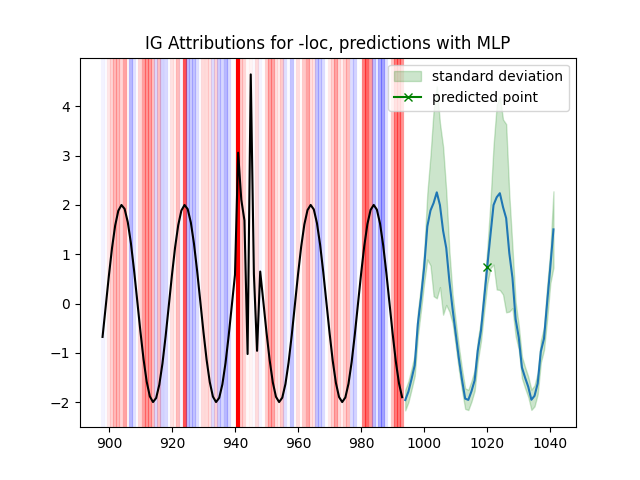 IG Attributions for -loc, predictions with MLP
standard deviation
predicted point
4
3
2
1
0
−1
−2
900 920 940 960 980 1000 1020 1040